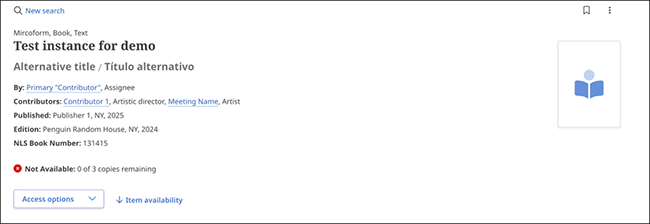 New search
Mircoform, Book, Text
Test instance for demo
Alternative title / Título alternativo
By: Primary "Contributor", Assignee
Contributors: Contributor 1, Artistic director, Meeting Name, Artist
Published: Publisher 1, NY, 2025
Edition: Penguin Random House, NY, 2024
NLS Book Number: 131415
Not Available: 0 of 3 copies remaining
Access options
Item availability